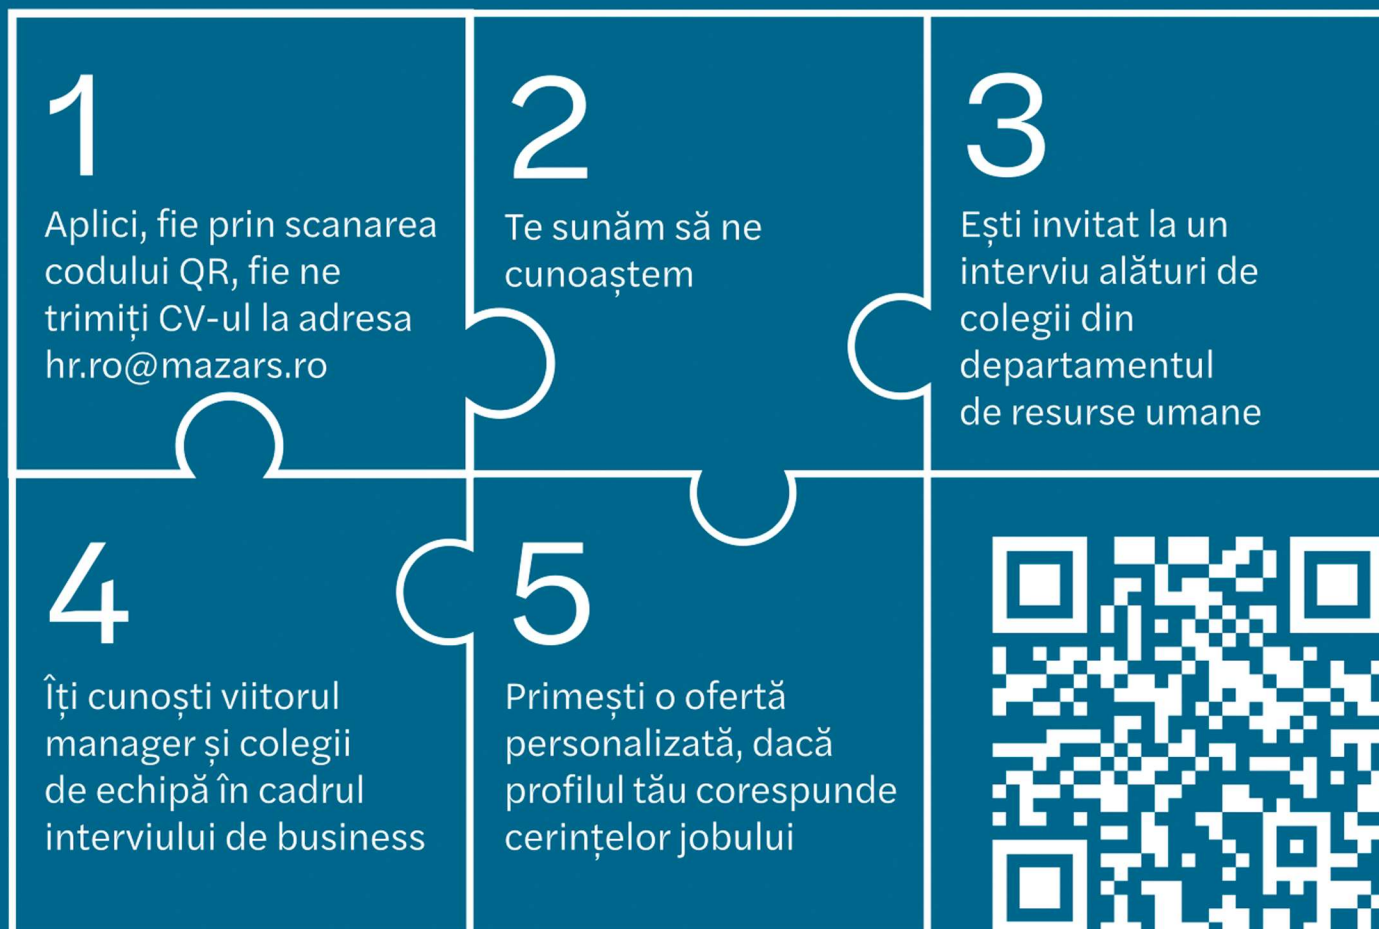 1
Aplici, fie prin scanarea
codului QR, fie ne
trimiți CV-ul la adresa
hr.ro@mazars.ro
2
Te sunăm să ne
cunoaștem
3
Ești invitat la un
interviu alături de
colegii din
departamentul
de resurse umane
4
Îți cunoști viitorul
manager și colegii
de echipă în cadrul
interviului de business
5
Primești o ofertă
personalizată, dacă
profilul tău corespunde
cerințelor jobului